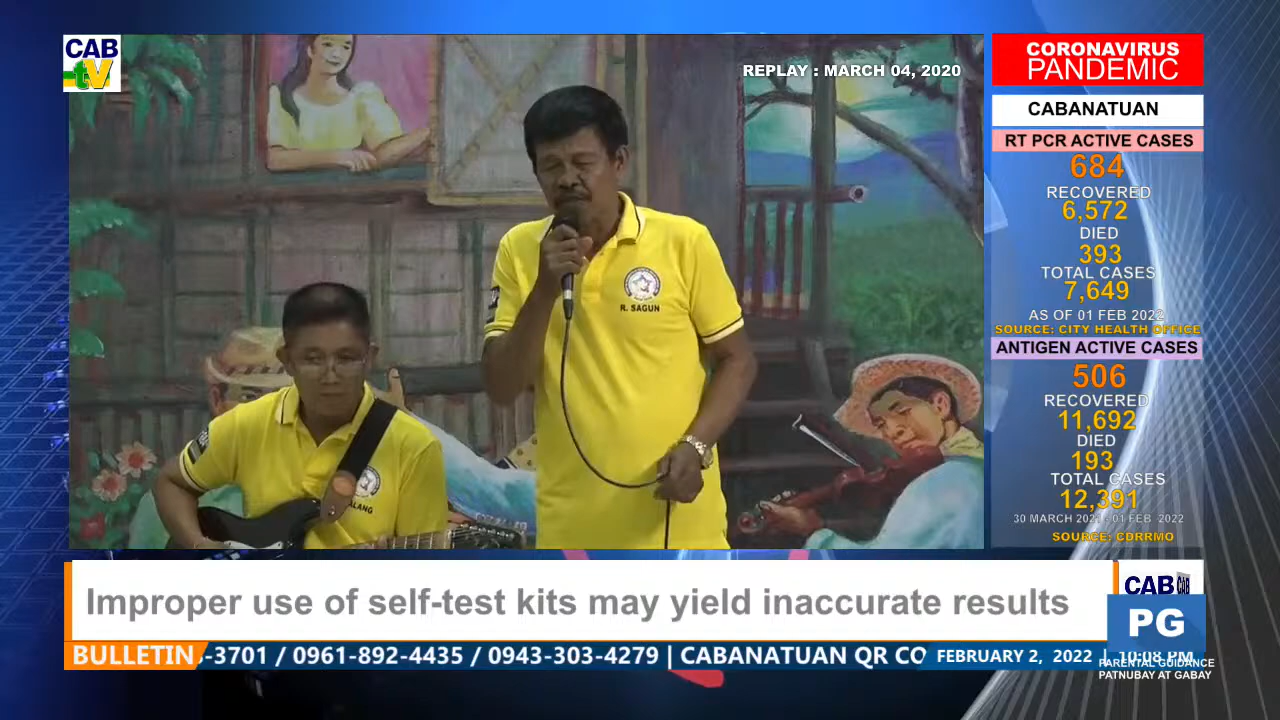 CAB
tV
REPLAY : MARCH 04, 2020
R. SAGUN
ALANG
CORONAVIRUS
PANDEMIC
CABANATUAN
RT PCR ACTIVE CASES
684
RECOVERED
6,572
DIED
393
TOTAL CASES
7,649
AS OF 01 FEB 2022
SOURCE: CITY HEALTH OFFICE
ANTIGEN ACTIVE CASES
506
RECOVERED
11,692
DIED
193
TOTAL CASES
12,391
30 MARCH 2021 - 01 FEB 2022
SOURCE: CDRRMO
Improper use of self-test kits may yield inaccurate results
CAB CAB
PG
BULLETIN -3701 / 0961-892-4435 / 0943-303-4279 | CABANATUAN QR CO FEBRUARY 2, 2022 | 10:08 PM
PARENTAL GUIDANCE
PATNUBAY AT GABAY